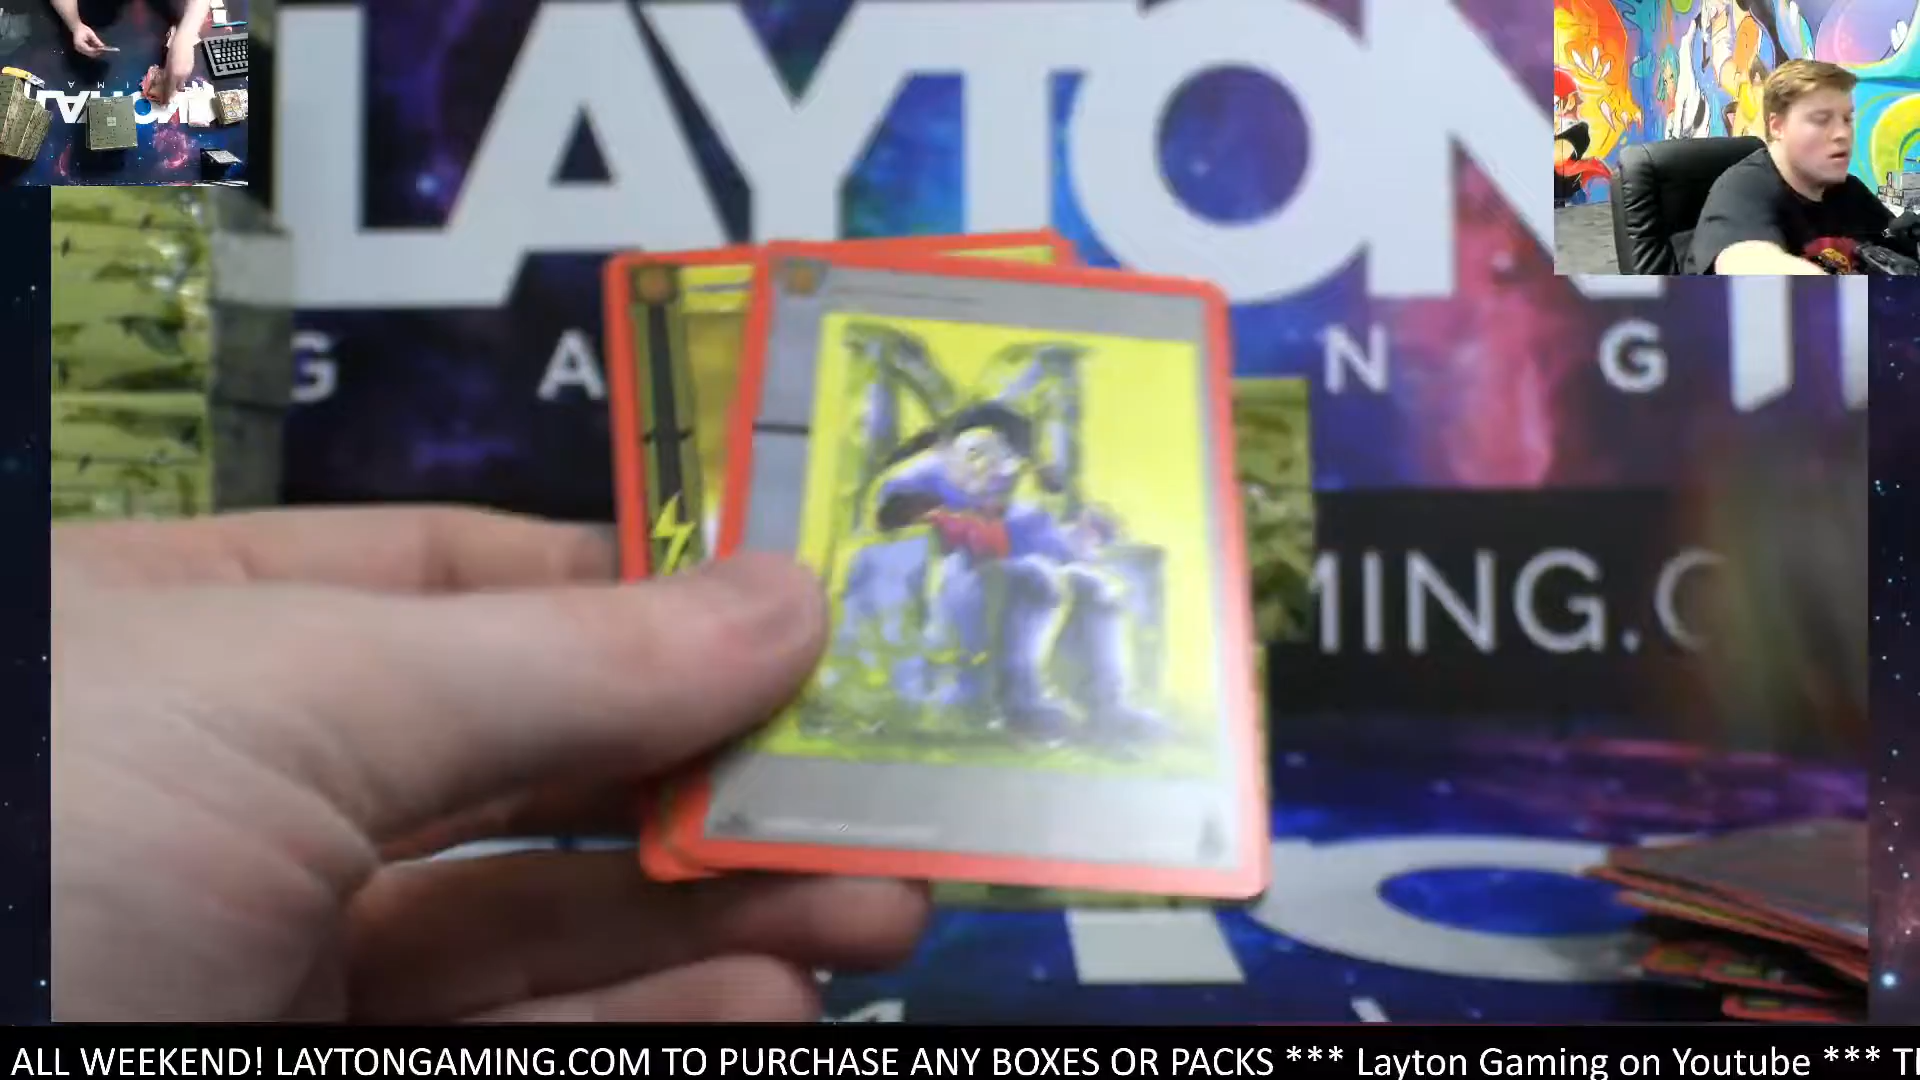 LAYTON
G A N G
MING.C
ALL WEEKEND! LAYTONGAMING.COM TO PURCHASE ANY BOXES OR PACKS *** Layton Gaming on Youtube *** T